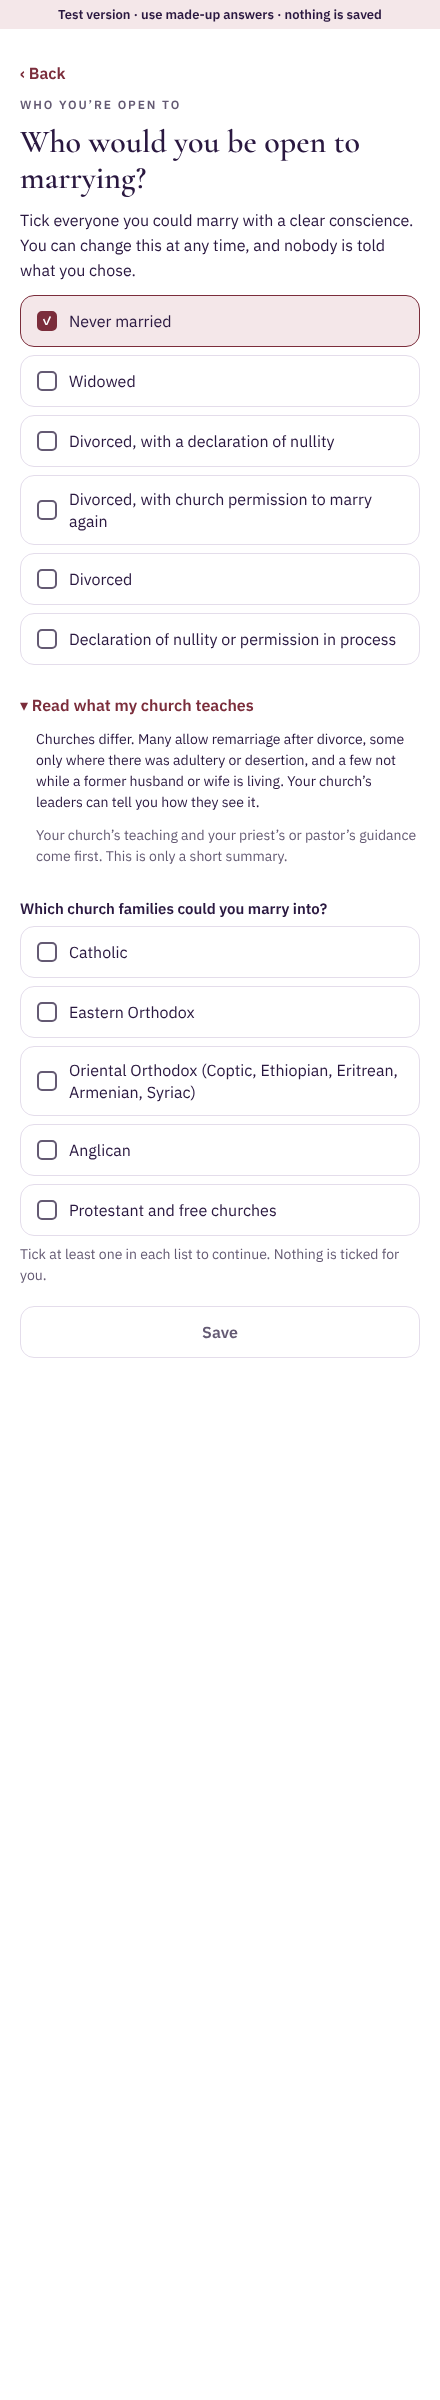 Test version · use made-up answers · nothing is saved
‹ Back
WHO YOU’RE OPEN TO
Who would you be open to
marrying?
Tick everyone you could marry with a clear conscience.
You can change this at any time, and nobody is told
what you chose.
Never married
Widowed
Divorced, with a declaration of nullity
Divorced, with church permission to marry
again
Divorced
Declaration of nullity or permission in process
▾ Read what my church teaches
Churches differ. Many allow remarriage after divorce, some
only where there was adultery or desertion, and a few not
while a former husband or wife is living. Your church’s
leaders can tell you how they see it.
Your church’s teaching and your priest’s or pastor’s guidance
come first. This is only a short summary.
Which church families could you marry into?
Catholic
Eastern Orthodox
Oriental Orthodox (Coptic, Ethiopian, Eritrean,
Armenian, Syriac)
Anglican
Protestant and free churches
Tick at least one in each list to continue. Nothing is ticked for
you.
Save